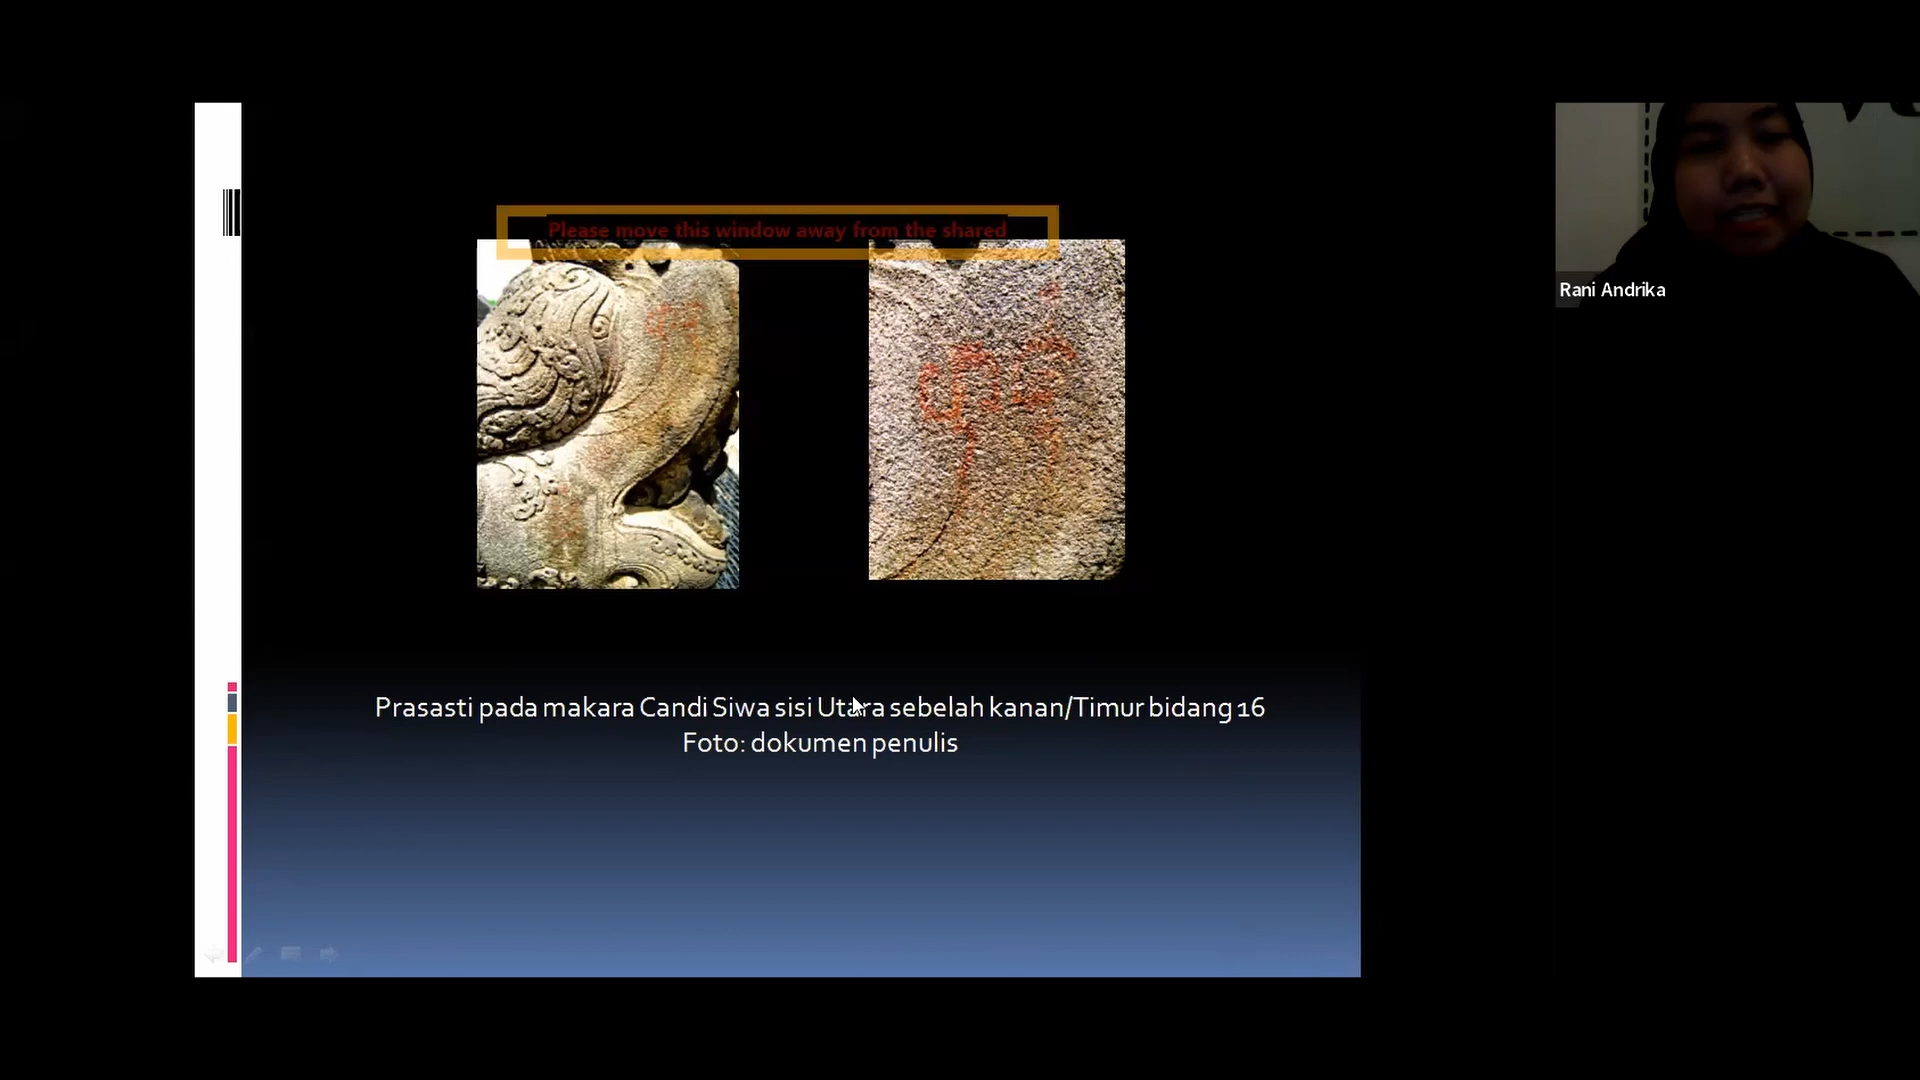 Please move this window away from the shared
Rani Andrika
Prasasti pada makara Candi Siwa sisi Utara sebelah kanan/Timur bidang 16
Foto: dokumen penulis